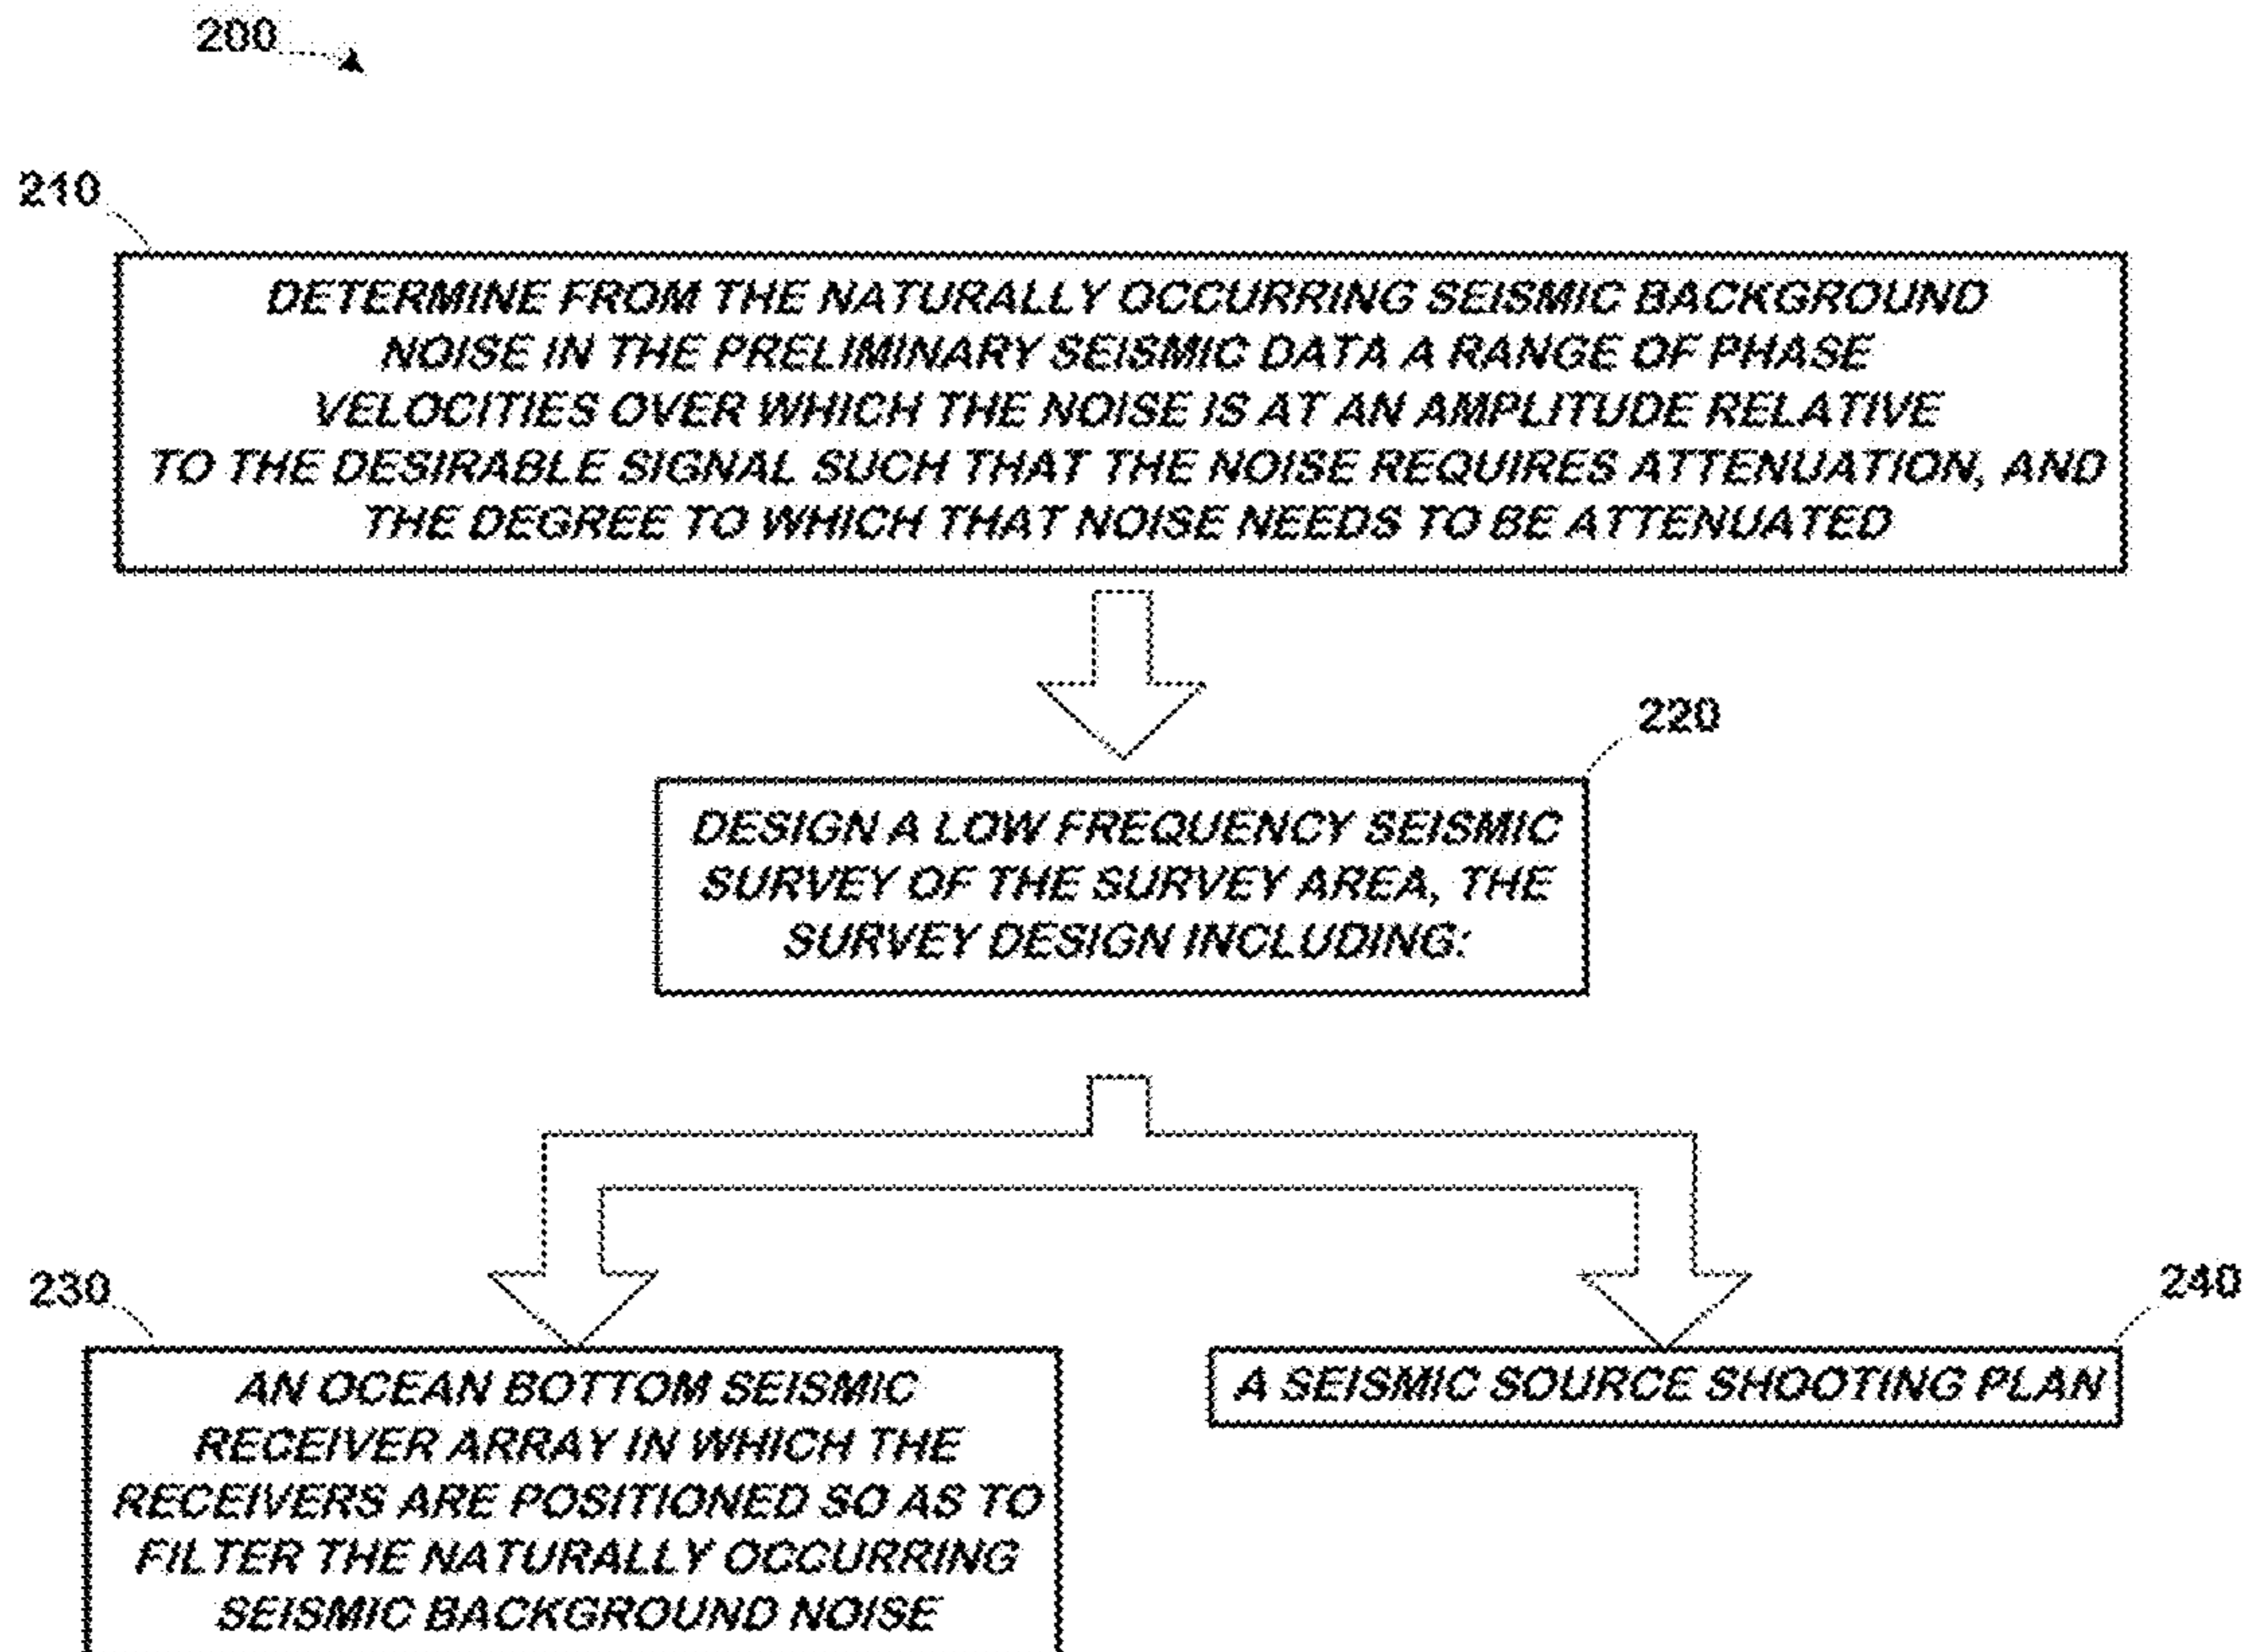 200
210
DETERMINE FROM THE NATURALLY OCCURRING SEISMIC BACKGROUND
NOISE IN THE PRELIMINARY SEISMIC DATA A RANGE OF PHASE
VELOCITIES OVER WHICH THE NOISE IS AT AN AMPLITUDE RELATIVE
TO THE DESIRABLE SIGNAL SUCH THAT THE NOISE REQUIRES ATTENUATION, AND
THE DEGREE TO WHICH THAT NOISE NEEDS TO BE ATTENUATED
220
DESIGN A LOW FREQUENCY SEISMIC
SURVEY OF THE SURVEY AREA, THE
SURVEY DESIGN INCLUDING:
230
AN OCEAN BOTTOM SEISMIC
RECEIVER ARRAY IN WHICH THE
RECEIVERS ARE POSITIONED SO AS TO
FILTER THE NATURALLY OCCURRING
SEISMIC BACKGROUND NOISE
240
A SEISMIC SOURCE SHOOTING PLAN